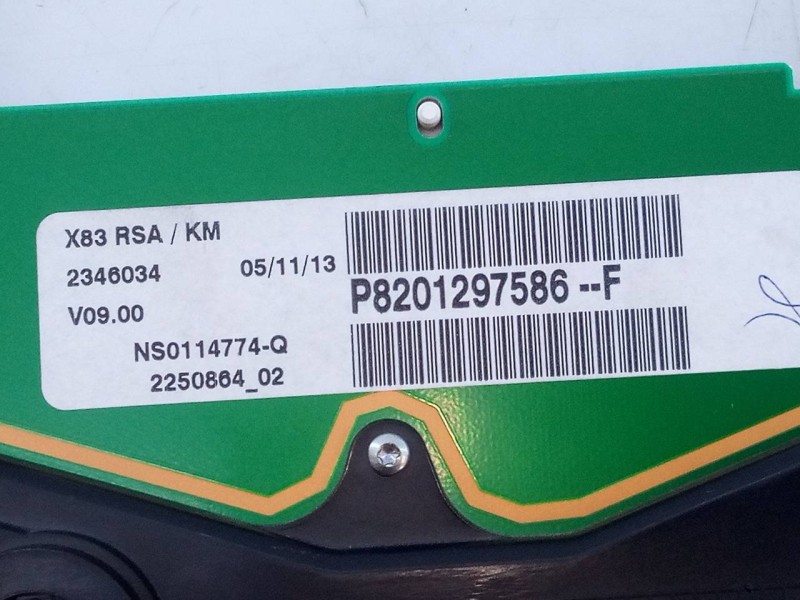 X83 RSA / KM
2346034 05/11/13
V09.00
NS0114774-Q
2250864_02
P8201297586 --F